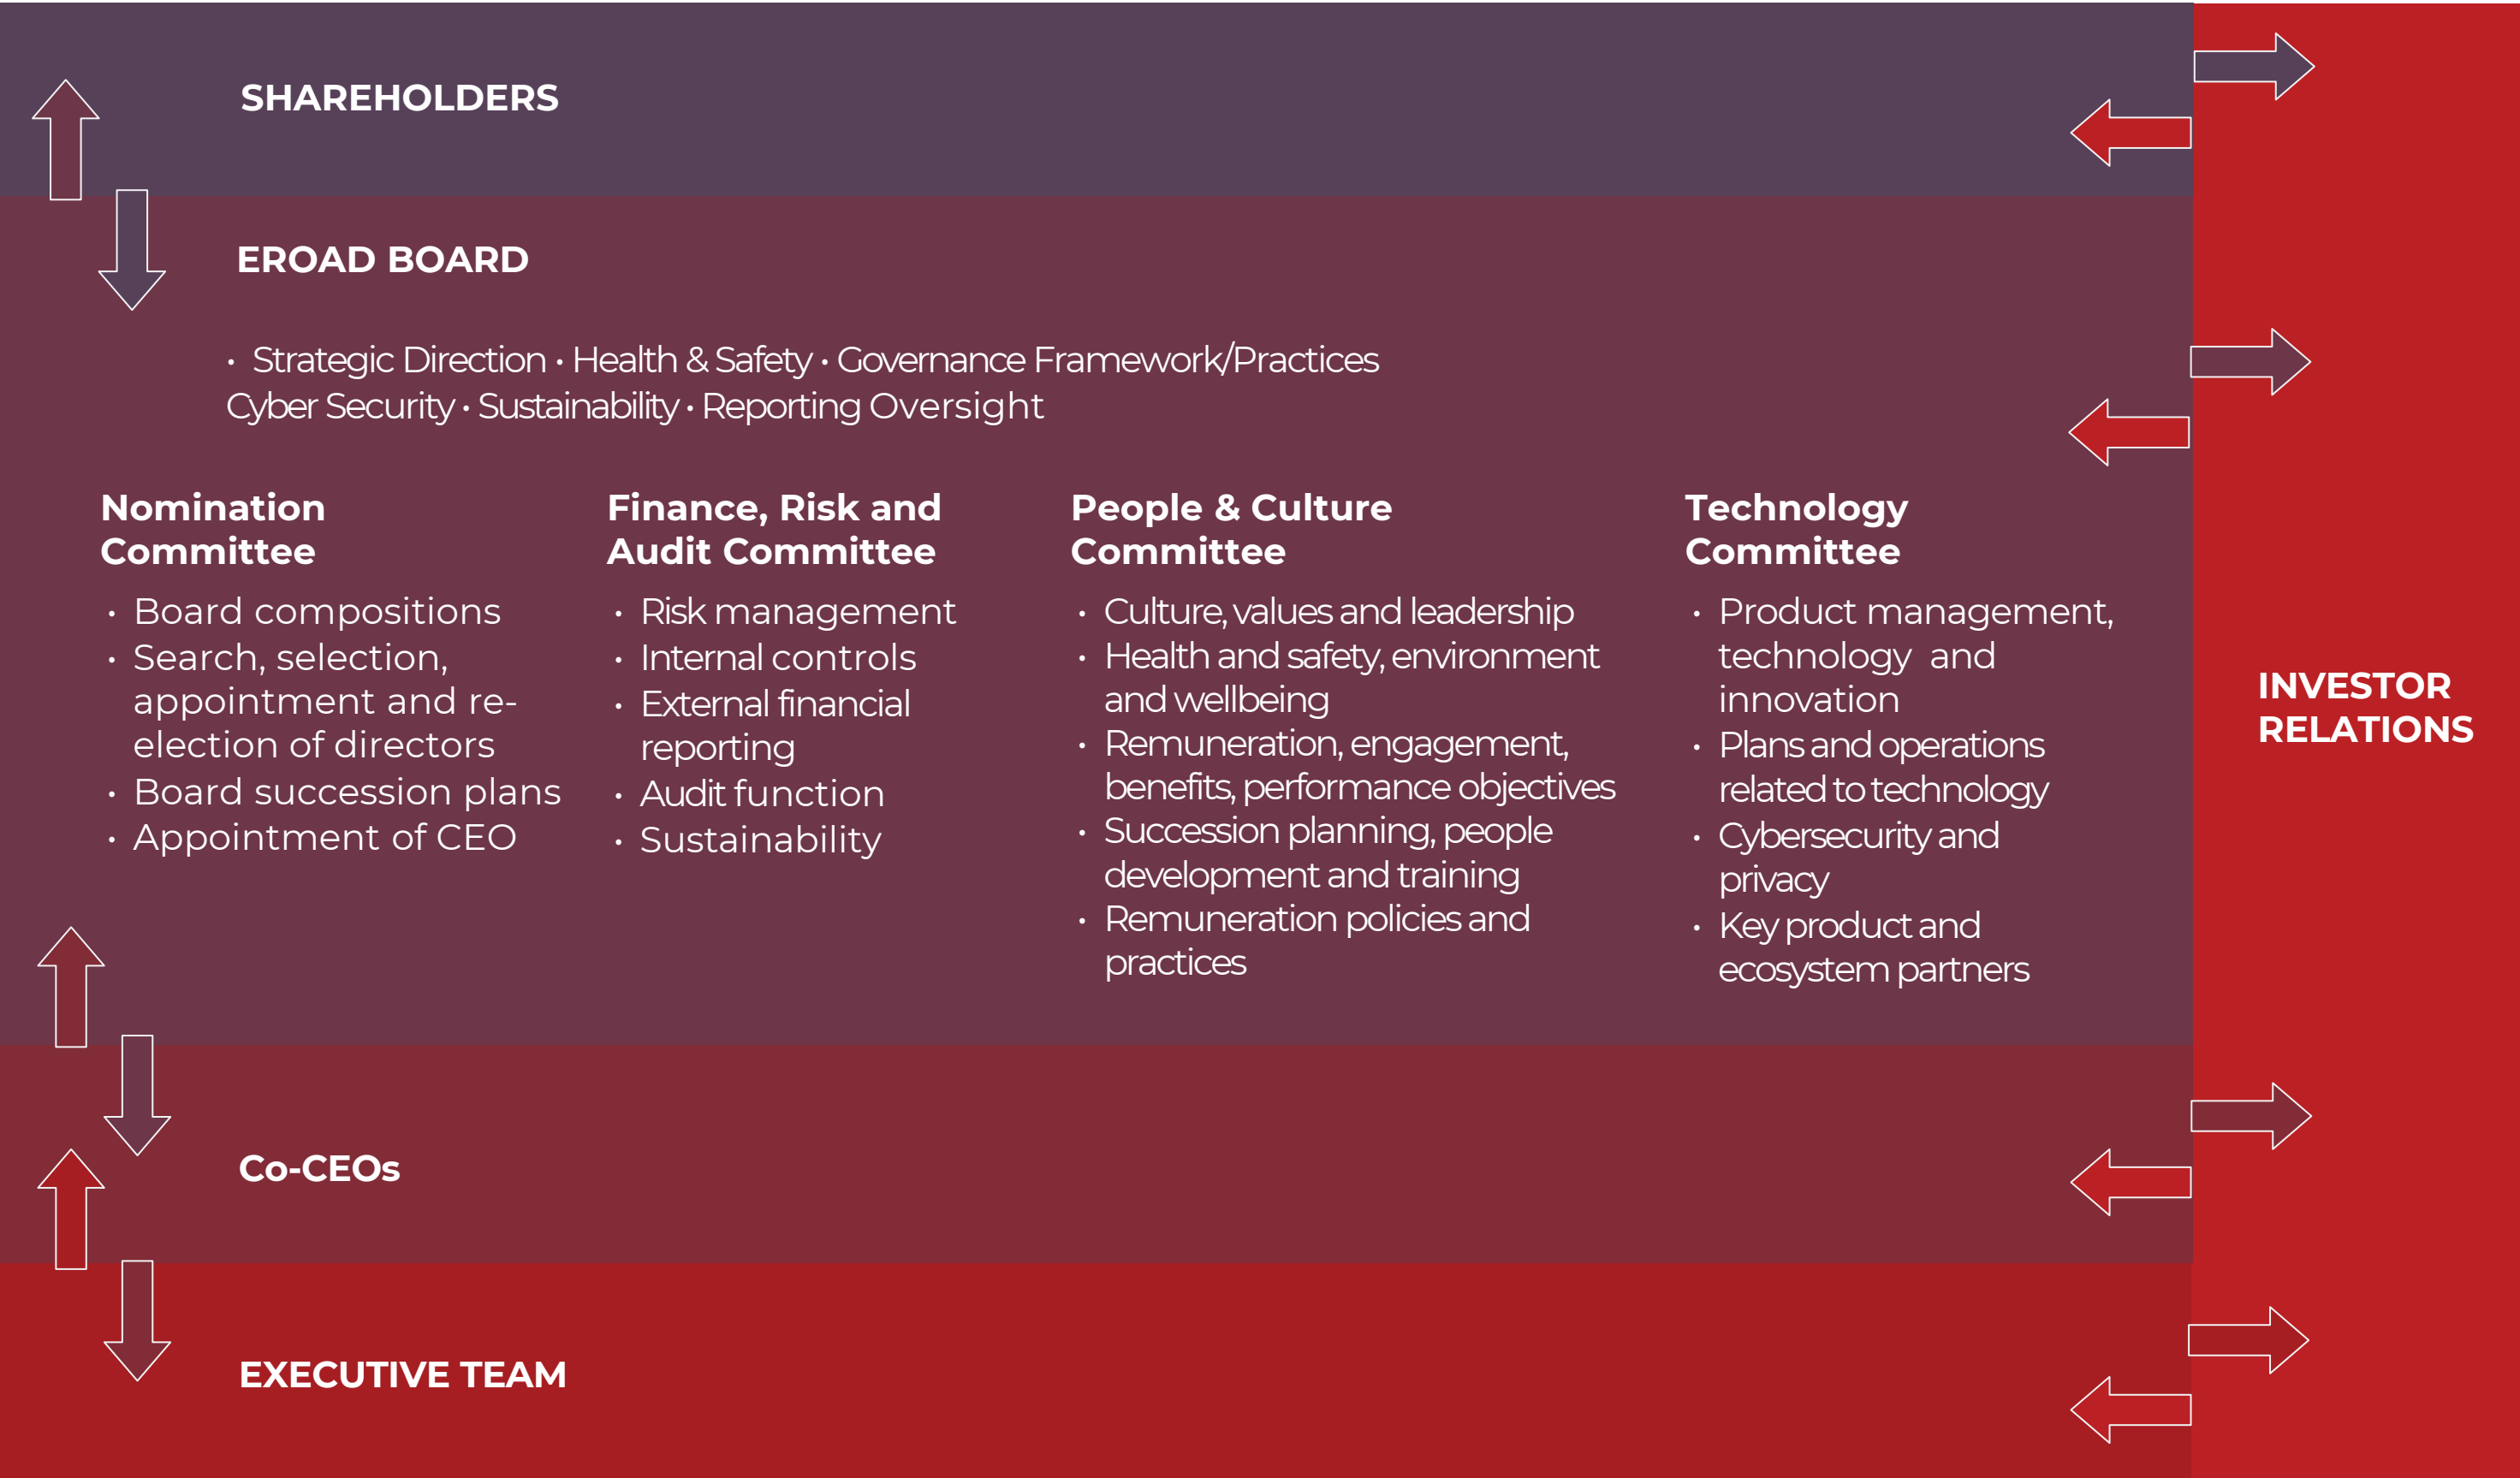 SHAREHOLDERS
EROAD BOARD
• Strategic Direction • Health & Safety • Governance Framework/Practices
Cyber Security • Sustainability • Reporting Oversight
Nomination
Committee
• Board compositions
• Search, selection,
appointment and re-
election of directors
• Board succession plans
• Appointment of CEO
Finance, Risk and
Audit Committee
• Risk management
• Internal controls
• External financial
reporting
• Audit function
• Sustainability
People & Culture
Committee
• Culture, values and leadership
• Health and safety, environment
and wellbeing
• Remuneration, engagement,
benefits, performance objectives
• Succession planning, people
development and training
• Remuneration policies and
practices
Technology
Committee
• Product management,
technology and
innovation
• Plans and operations
related to technology
• Cybersecurity and
privacy
• Key product and
ecosystem partners
INVESTOR
RELATIONS
Co-CEOs
EXECUTIVE TEAM